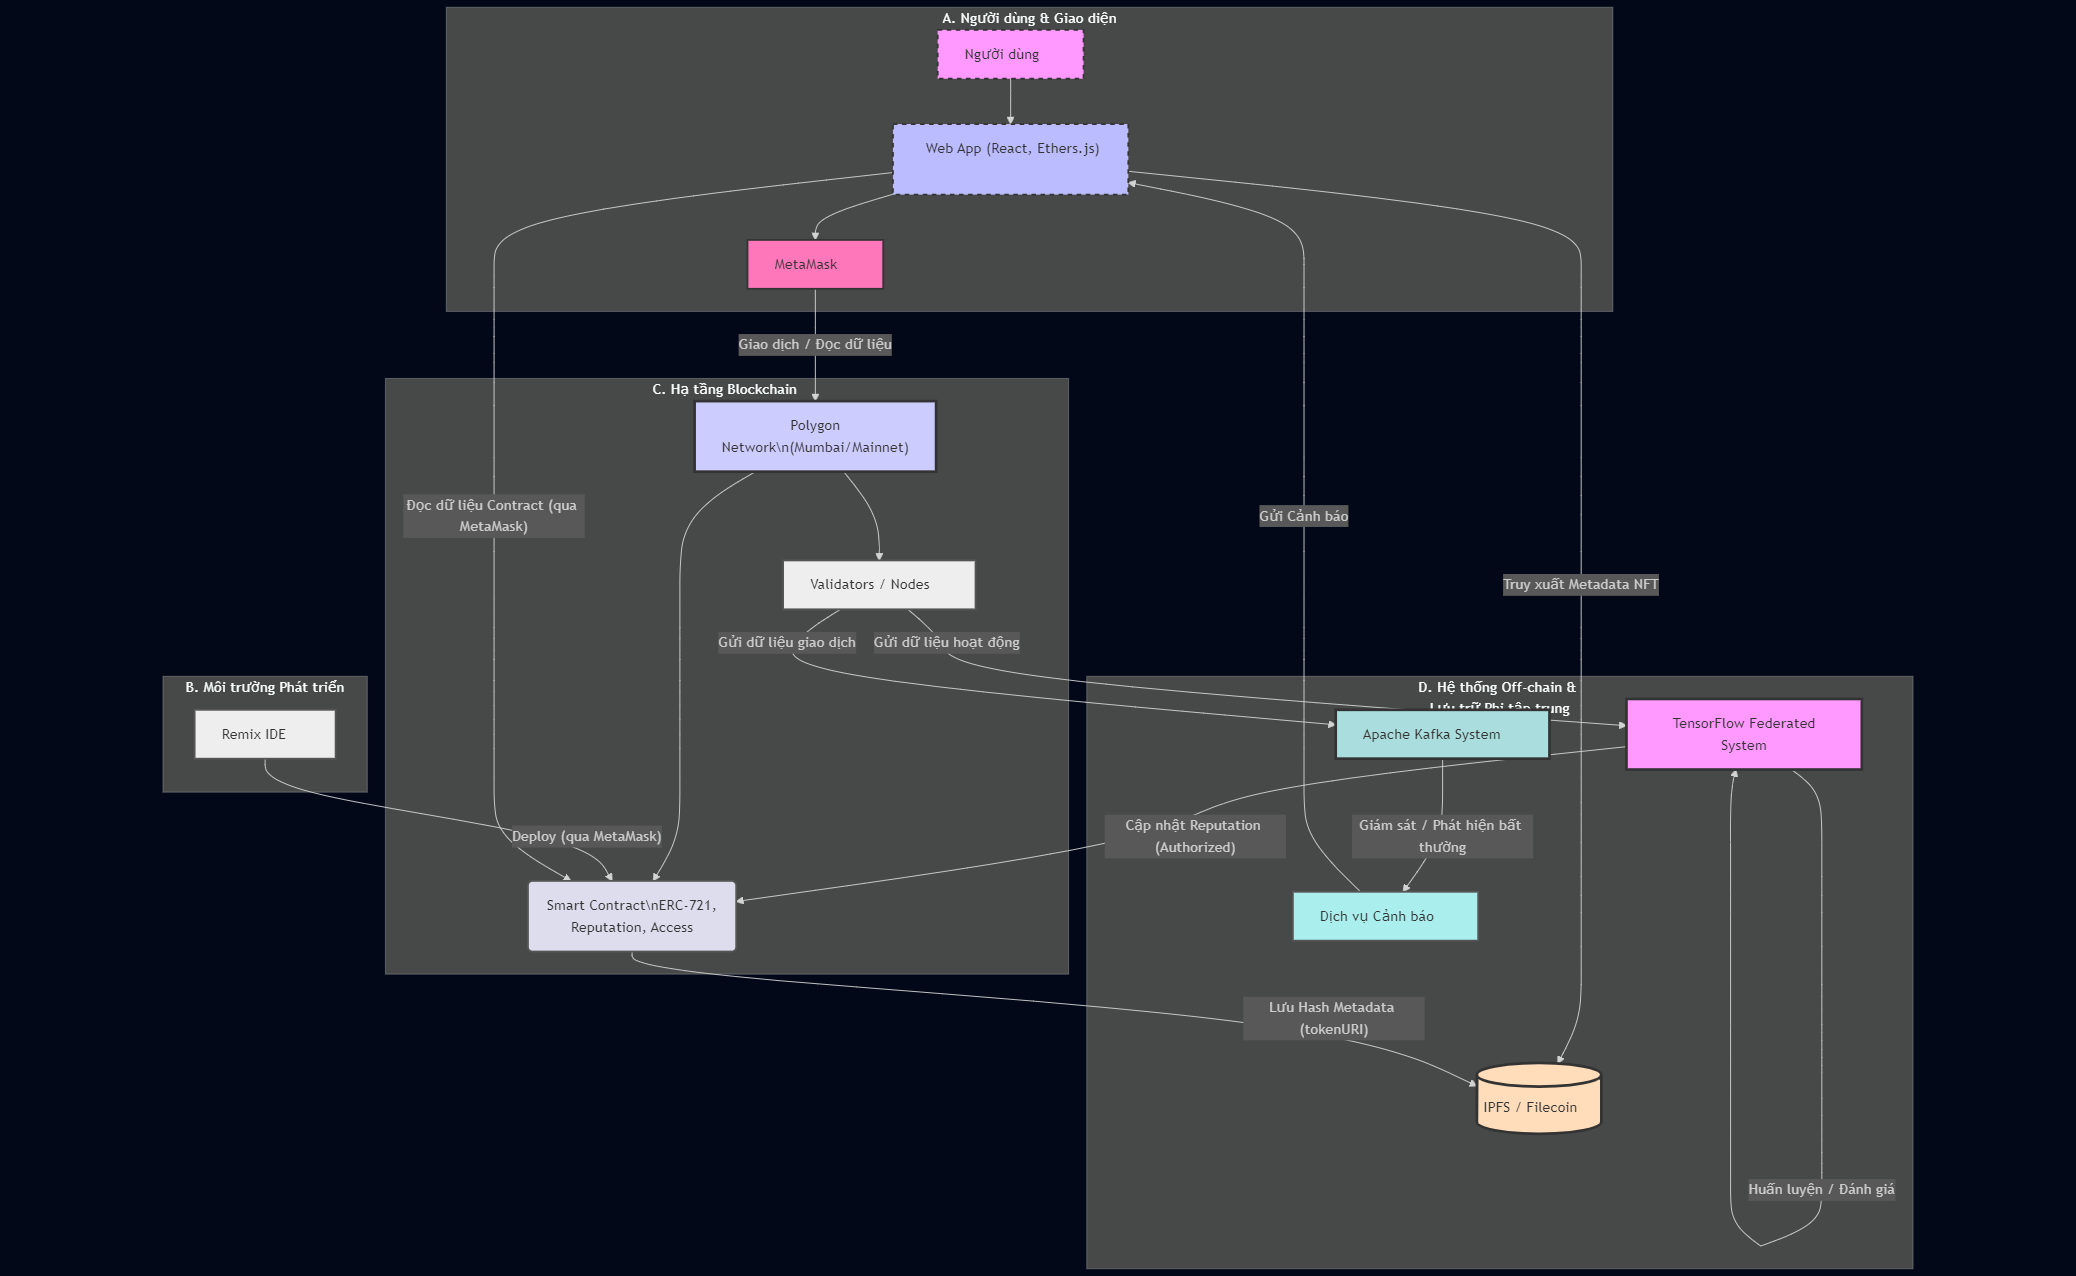 A. Người dùng & Giao diện
Người dùng
Web App (React, Ethers.js)
MetaMask
Giao dịch / Đọc dữ liệu
C. Hạ tầng Blockchain
Polygon
Network\n(Mumbai/Mainnet)
Đọc dữ liệu Contract (qua
MetaMask)
Gửi Cảnh báo
Validators / Nodes
Truy xuất Metadata NFT
Gửi dữ liệu giao dịch
Gửi dữ liệu hoạt động
B. Môi trường Phát triển
Remix IDE
D. Hệ thống Off-chain &
Lưu trữ Phi tập trung
Apache Kafka System
TensorFlow Federated
System
Deploy (qua MetaMask)
Cập nhật Reputation
(Authorized)
Giám sát / Phát hiện bất
thường
Smart Contract\nERC-721,
Reputation, Access
Dịch vụ Cảnh báo
Lưu Hash Metadata
(tokenURI)
IPFS / Filecoin
Huấn luyện / Đánh giá